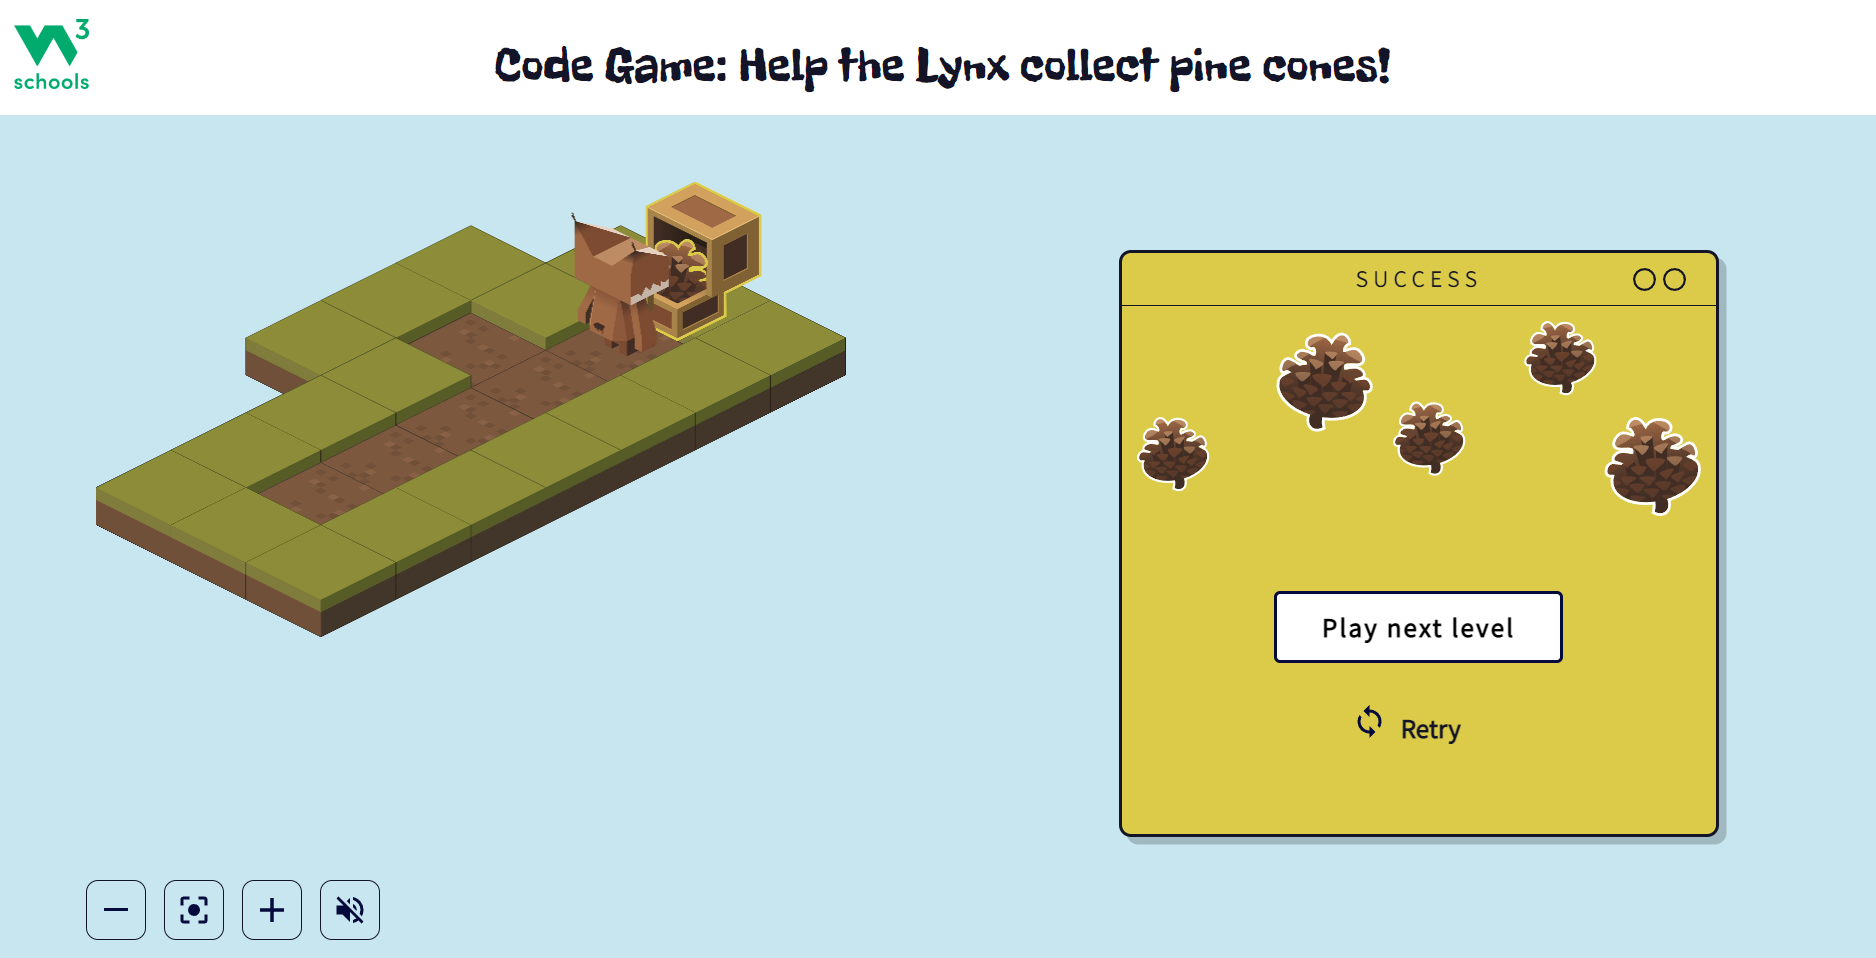 W3
schools
Code Game: Help the Lynx collect pine cones!
SUCCESS
Play next level
Retry